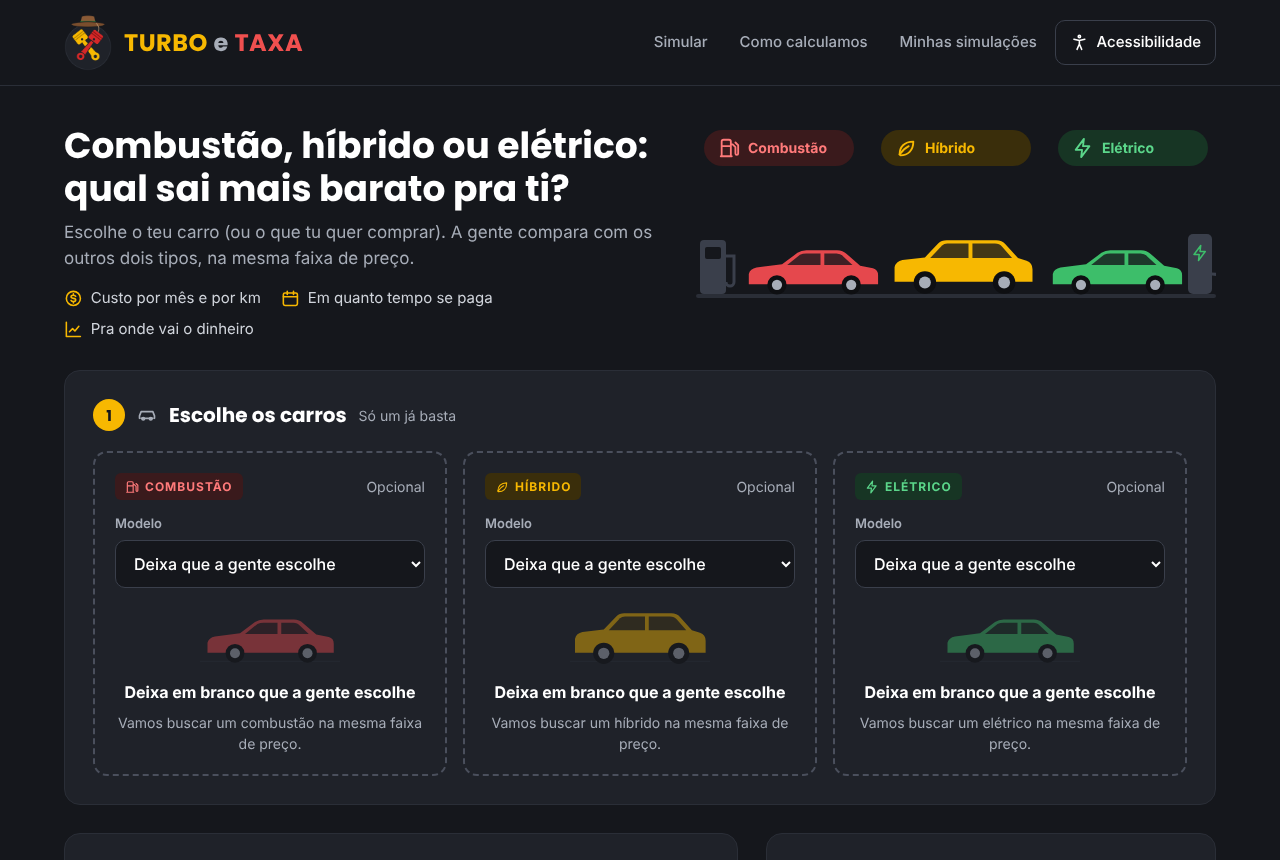 TURBO e TAXA
Simular
Como calculamos
Minhas simulações
Acessibilidade
Combustão, híbrido ou elétrico:
qual sai mais barato pra ti?
Escolhe o teu carro (ou o que tu quer comprar). A gente compara com os
outros dois tipos, na mesma faixa de preço.
Custo por mês e por km
Em quanto tempo se paga
Pra onde vai o dinheiro
Combustão
Híbrido
Elétrico
1
Escolhe os carros
Só um já basta
COMBUSTÃO
Opcional
Modelo
Deixa que a gente escolhe
Deixa em branco que a gente escolhe
Vamos buscar um combustão na mesma faixa
de preço.
HÍBRIDO
Opcional
Modelo
Deixa que a gente escolhe
Deixa em branco que a gente escolhe
Vamos buscar um híbrido na mesma faixa de
preço.
ELÉTRICO
Opcional
Modelo
Deixa que a gente escolhe
Deixa em branco que a gente escolhe
Vamos buscar um elétrico na mesma faixa de
preço.